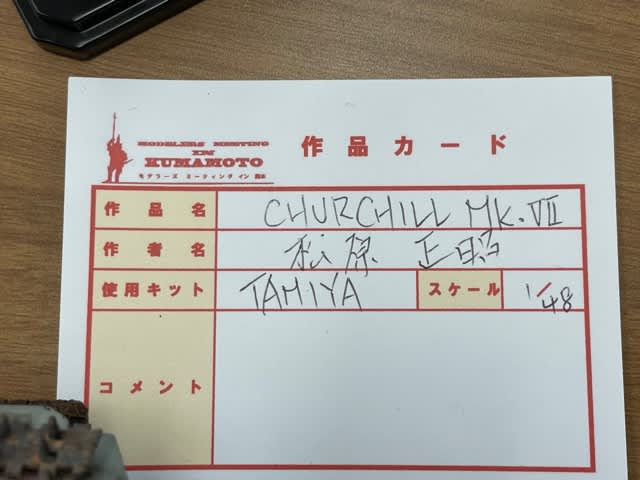 MODELERS MEETING
IN
KUMAMOTO
モデラーズ ミーティング イン 熊本
作品カード
作品名 CHURCHILL MK.VII
作者名 松原 正昭
使用キット TAMIYA スケール 1/48
コメント